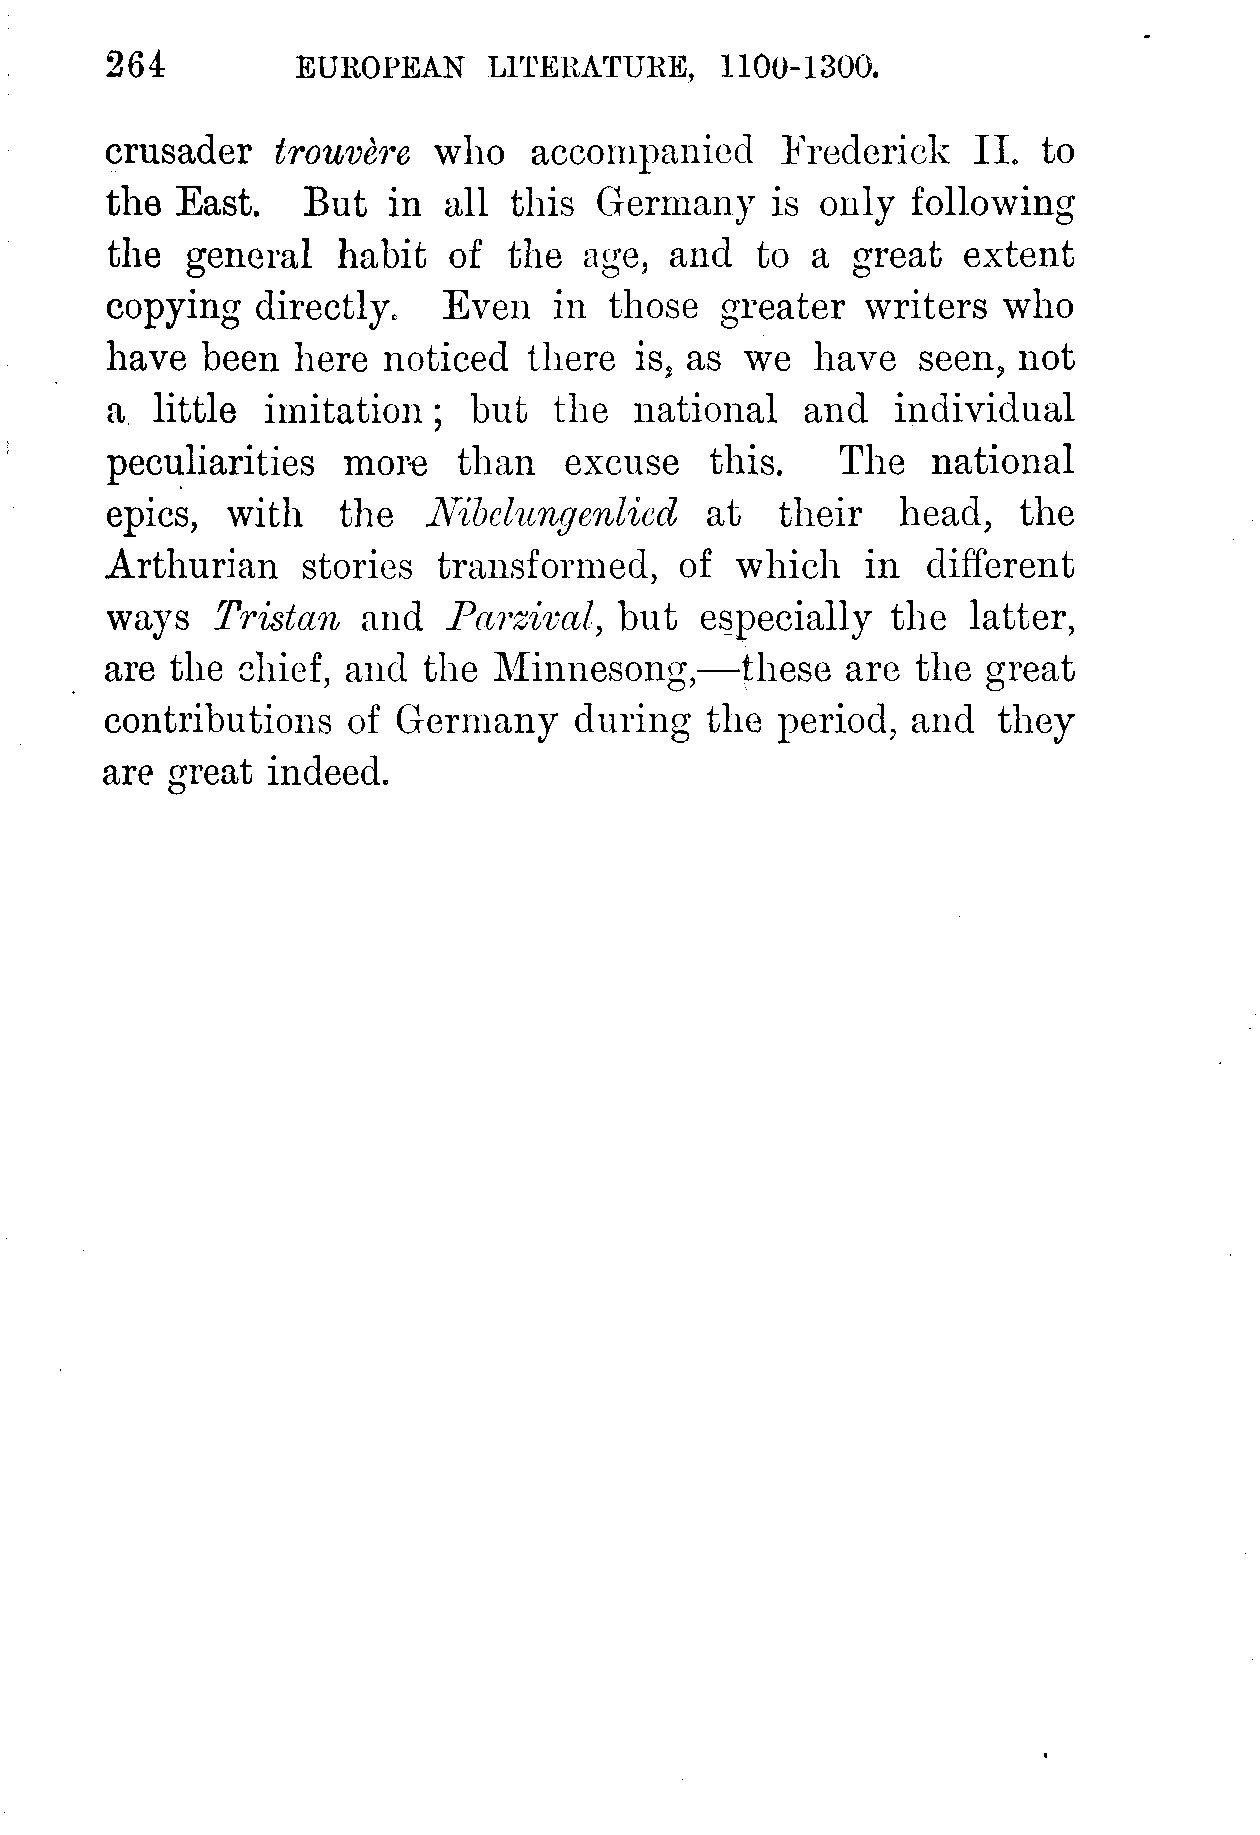 264 EUROPEAN LITERATURE, 1100-1300.
crusader trouvère who accompanied Frederick II. to
the East. But in all this Germany is only following
the general habit of the age, and to a great extent
copying directly. Even in those greater writers who
have been here noticed there is, as we have seen, not
a little imitation; but the national and individual
peculiarities more than excuse this. The national
epics, with the Nibelungenlied at their head, the
Arthurian stories transformed, of which in different
ways Tristan and Parzival, but especially the latter,
are the chief, and the Minnesong,—these are the great
contributions of Germany during the period, and they
are great indeed.